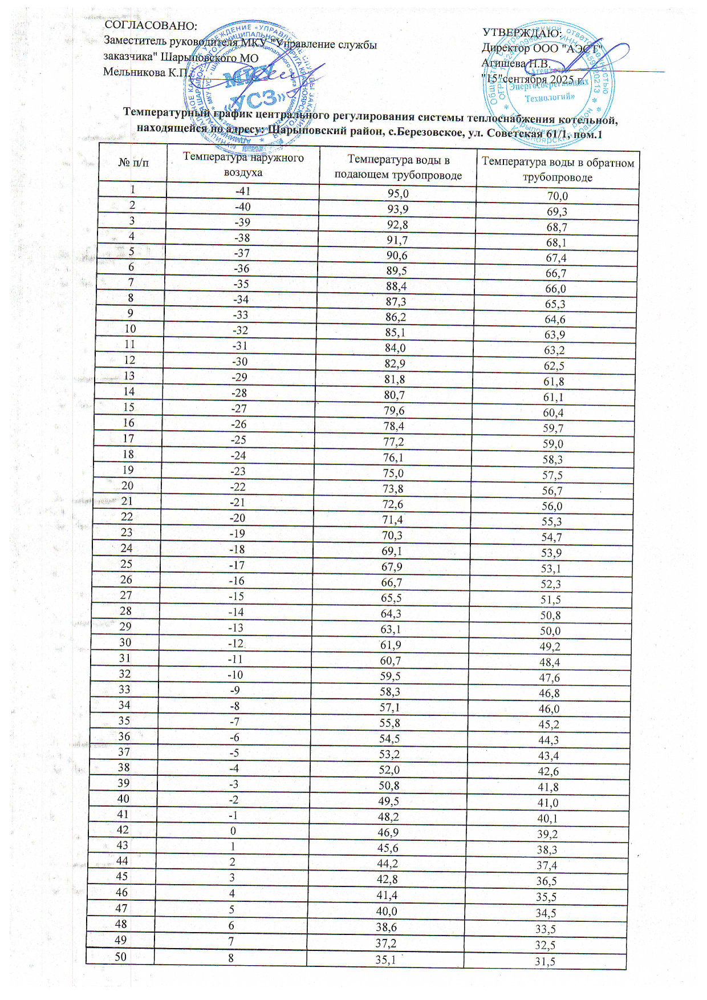 СОГЛАСОВАНО:
Заместитель руководителя МКУ "Управление службы
заказчика" Шарыповского МО
Мельникова К.П.
УТВЕРЖДАЮ:
Директор ООО "АЭСТ"
Агишева Н.В.
"15"сентября 2025 г.
МКУ
«УСЗ»
«Агентство
Энергосберегающих
Технологий»
Температурный график центрального регулирования системы теплоснабжения котельной,
находящейся по адресу: Шарыповский район, с.Березовское, ул. Советская 61/1, пом.1
№ п/п Температура наружного воздуха Температура воды в подающем трубопроводе Температура воды в обратном трубопроводе
1 -41 95,0 70,0
2 -40 93,9 69,3
3 -39 92,8 68,7
4 -38 91,7 68,1
5 -37 90,6 67,4
6 -36 89,5 66,7
7 -35 88,4 66,0
8 -34 87,3 65,3
9 -33 86,2 64,6
10 -32 85,1 63,9
11 -31 84,0 63,2
12 -30 82,9 62,5
13 -29 81,8 61,8
14 -28 80,7 61,1
15 -27 79,6 60,4
16 -26 78,4 59,7
17 -25 77,2 59,0
18 -24 76,1 58,3
19 -23 75,0 57,5
20 -22 73,8 56,7
21 -21 72,6 56,0
22 -20 71,4 55,3
23 -19 70,3 54,7
24 -18 69,1 53,9
25 -17 67,9 53,1
26 -16 66,7 52,3
27 -15 65,5 51,5
28 -14 64,3 50,8
29 -13 63,1 50,0
30 -12 61,9 49,2
31 -11 60,7 48,4
32 -10 59,5 47,6
33 -9 58,3 46,8
34 -8 57,1 46,0
35 -7 55,8 45,2
36 -6 54,5 44,3
37 -5 53,2 43,4
38 -4 52,0 42,6
39 -3 50,8 41,8
40 -2 49,5 41,0
41 -1 48,2 40,1
42 0 46,9 39,2
43 1 45,6 38,3
44 2 44,2 37,4
45 3 42,8 36,5
46 4 41,4 35,5
47 5 40,0 34,5
48 6 38,6 33,5
49 7 37,2 32,5
50 8 35,1 31,5